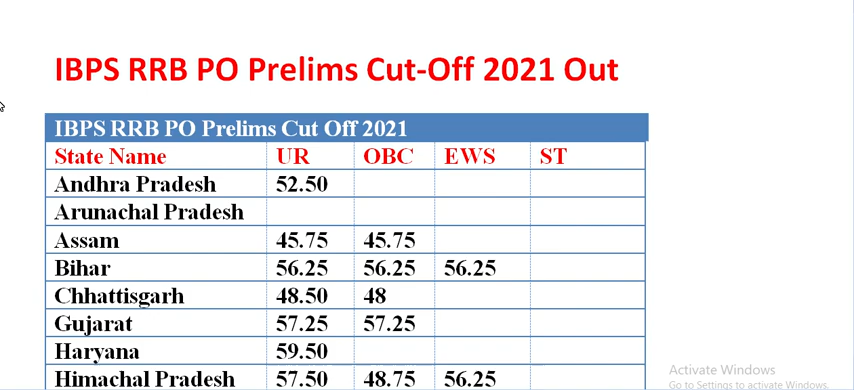 IBPS RRB PO Prelims Cut-Off 2021 Out
IBPS RRB PO Prelims Cut Off 2021
State Name UR OBC EWS ST
Andhra Pradesh 52.50
Arunachal Pradesh
Assam 45.75 45.75
Bihar 56.25 56.25 56.25
Chhattisgarh 48.50 48
Gujarat 57.25 57.25
Haryana 59.50
Himachal Pradesh 57.50 48.75 56.25
Activate Windows
Go to Settings to activate Windows.